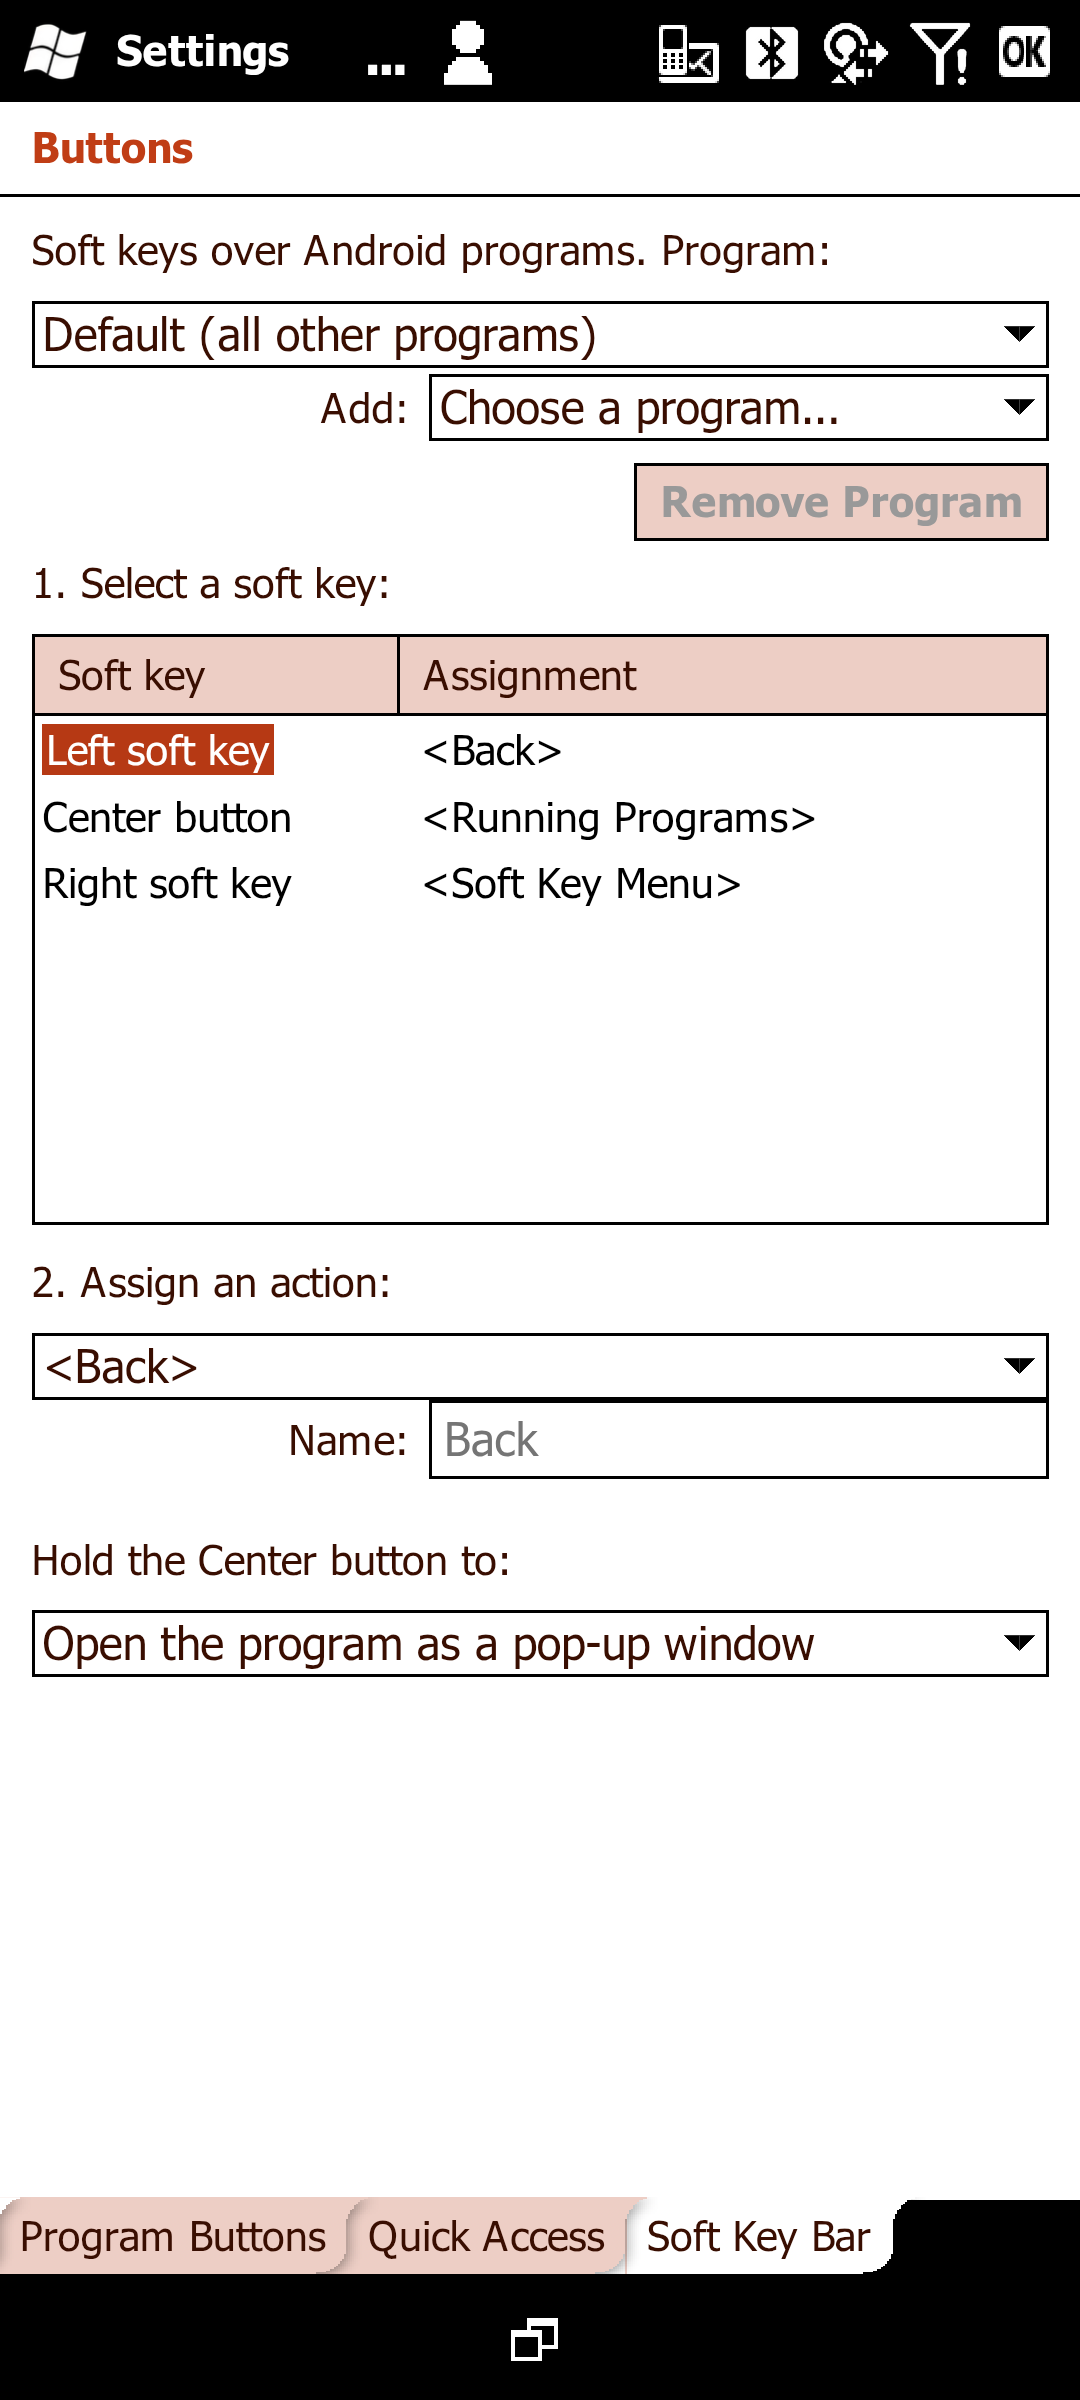 Settings ... OK
Buttons
Soft keys over Android programs. Program:
Default (all other programs)
Add: Choose a program...
Remove Program
1. Select a soft key:
Soft key Assignment
Left soft key <Back>
Center button <Running Programs>
Right soft key <Soft Key Menu>
2. Assign an action:
<Back>
Name: Back
Hold the Center button to:
Open the program as a pop-up window
Program Buttons Quick Access Soft Key Bar